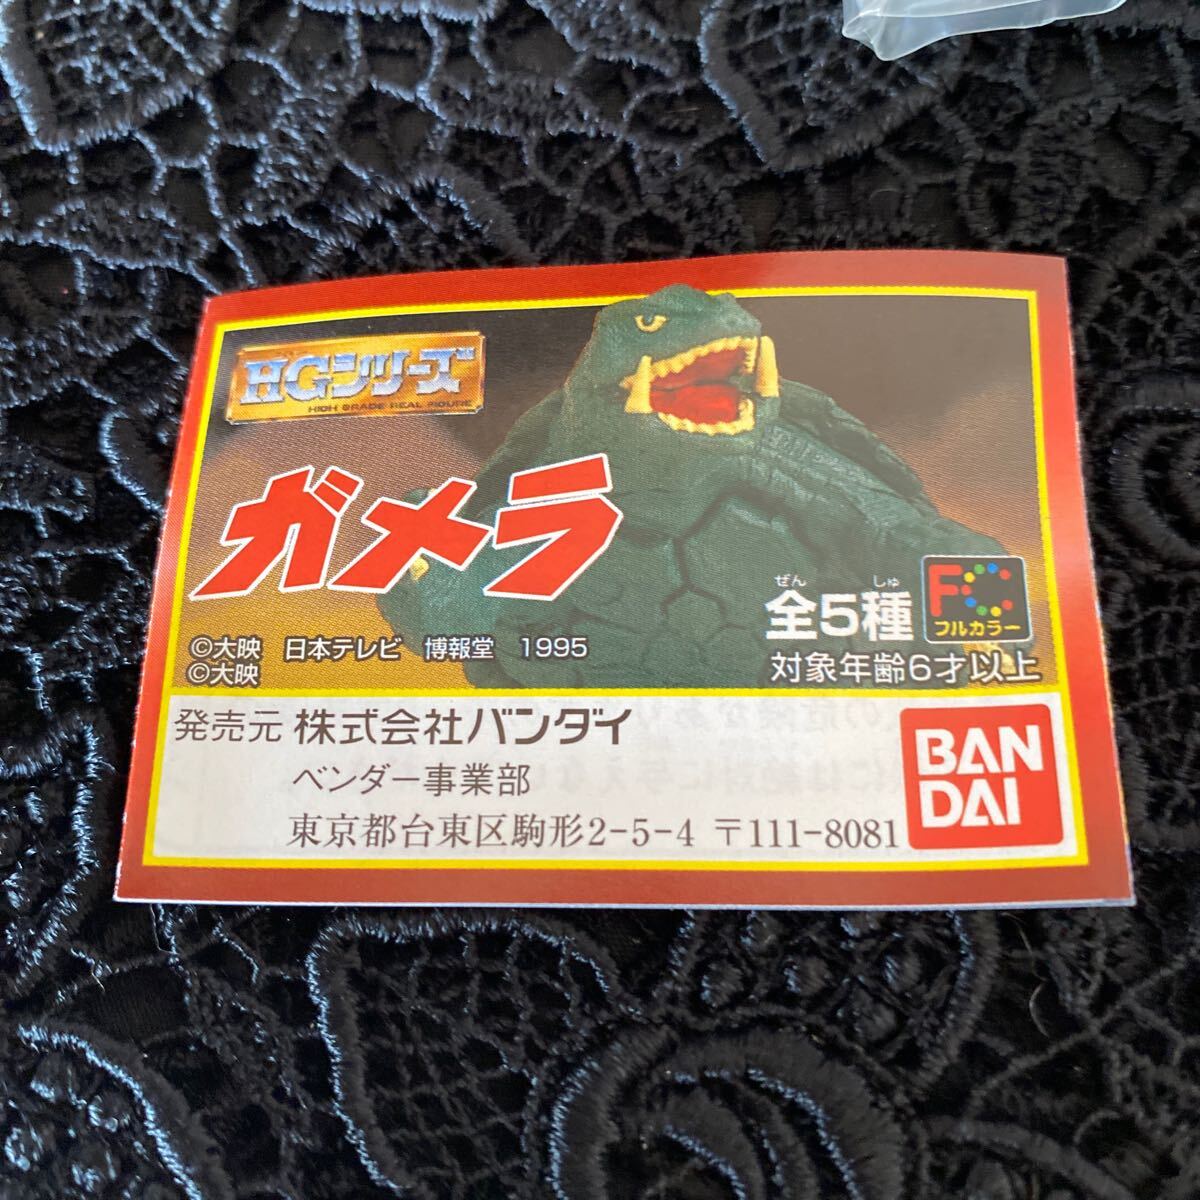 HGシリーズ
HIGH GRADE REAL FIGURE
ガメラ
ぜん しゅ
全5種
FC
フルカラー
©大映 日本テレビ 博報堂 1995
©大映
対象年齢6才以上
発売元 株式会社バンダイ
ベンダー事業部
東京都台東区駒形2-5-4 〒111-8081
BAN
DAI